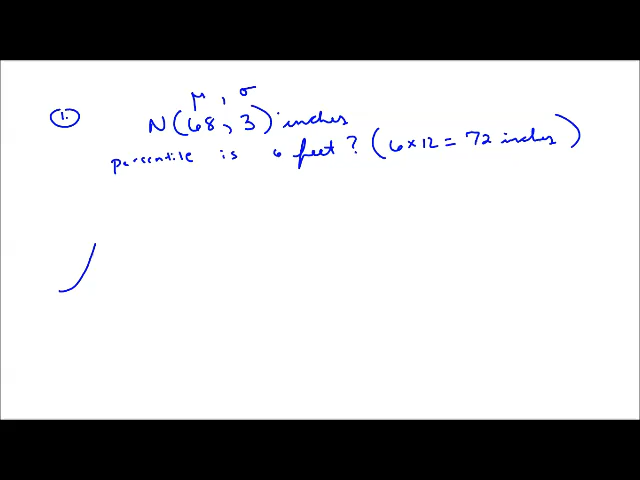 μ , σ
1.
N(68, 3) inches
percentile is 6 feet? (6×12 = 72 inches)